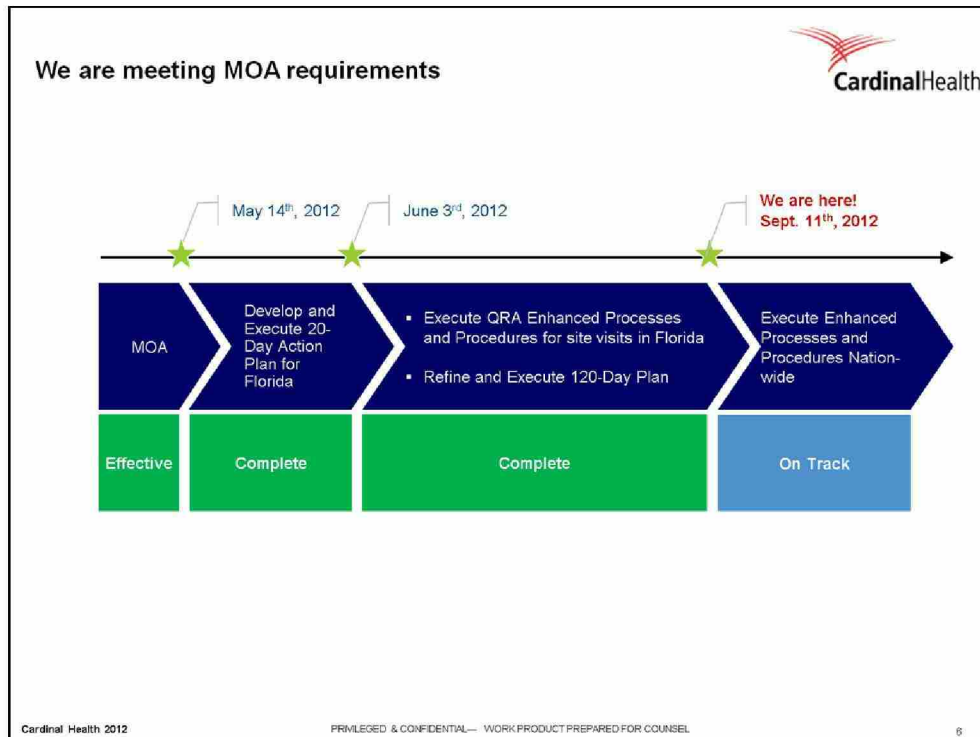 We are meeting MOA requirements
CardinalHealth
May 14th, 2012
June 3rd, 2012
We are here!
Sept. 11th, 2012
MOA
Develop and
Execute 20-
Day Action
Plan for
Florida
▪ Execute QRA Enhanced Processes
and Procedures for site visits in Florida
▪ Refine and Execute 120-Day Plan
Execute Enhanced
Processes and
Procedures Nation-
wide
Effective
Complete
Complete
On Track
Cardinal Health 2012
PRIVILEGED & CONFIDENTIAL— WORK PRODUCT PREPARED FOR COUNSEL
6